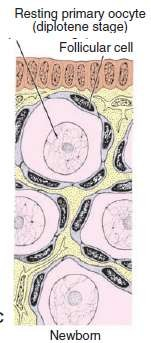 Resting primary oocyte
(diplotene stage)
Follicular cell
C
Newborn